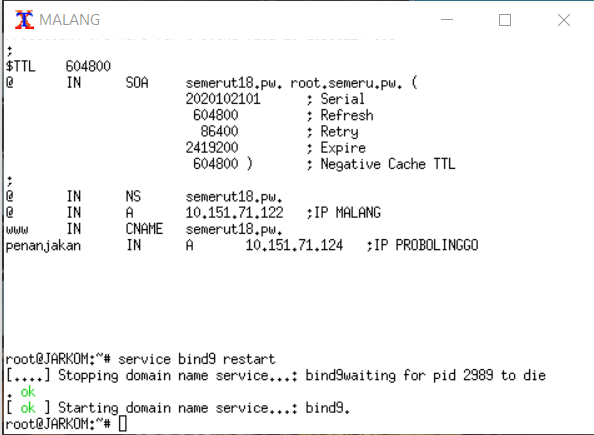 MALANG
;
$TTL    604800
@       IN      SOA     semerut18.pw. root.semeru.pw. (
                        2020102101      ; Serial
                         604800         ; Refresh
                          86400         ; Retry
                        2419200         ; Expire
                         604800 )       ; Negative Cache TTL
;
@       IN      NS      semerut18.pw.
@       IN      A       10.151.71.122   ;IP MALANG
www     IN      CNAME   semerut18.pw.
penanjakan      IN      A       10.151.71.124   ;IP PROBOLINGGO
root@JARKOM:~# service bind9 restart
[....] Stopping domain name service...: bind9waiting for pid 2989 to die
. ok
[ ok ] Starting domain name service...: bind9.
root@JARKOM:~#